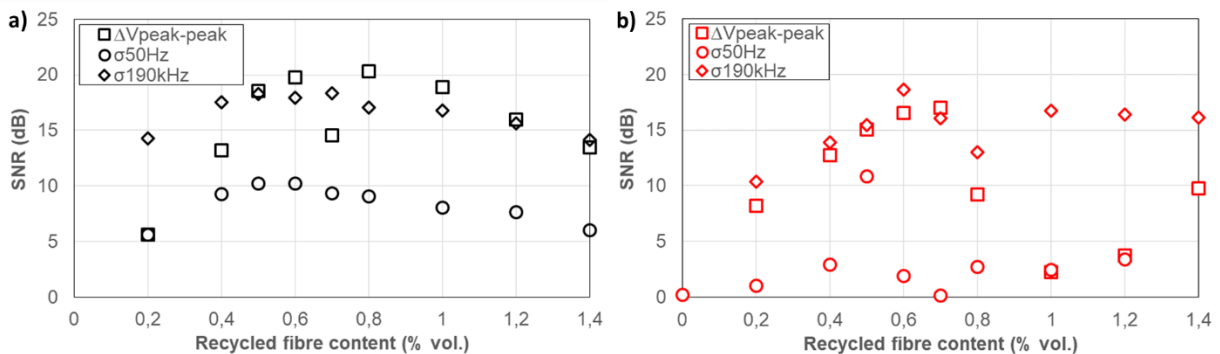 a)
25
20
15
10
5
0
SNR (dB)
ΔVpeak-peak
σ50Hz
σ190kHz
0 0,2 0,4 0,6 0,8 1 1,2 1,4
Recycled fibre content (% vol.)
b)
25
20
15
10
5
0
SNR (dB)
ΔVpeak-peak
σ50Hz
σ190kHz
0 0,2 0,4 0,6 0,8 1 1,2 1,4
Recycled fibre content (% vol.)